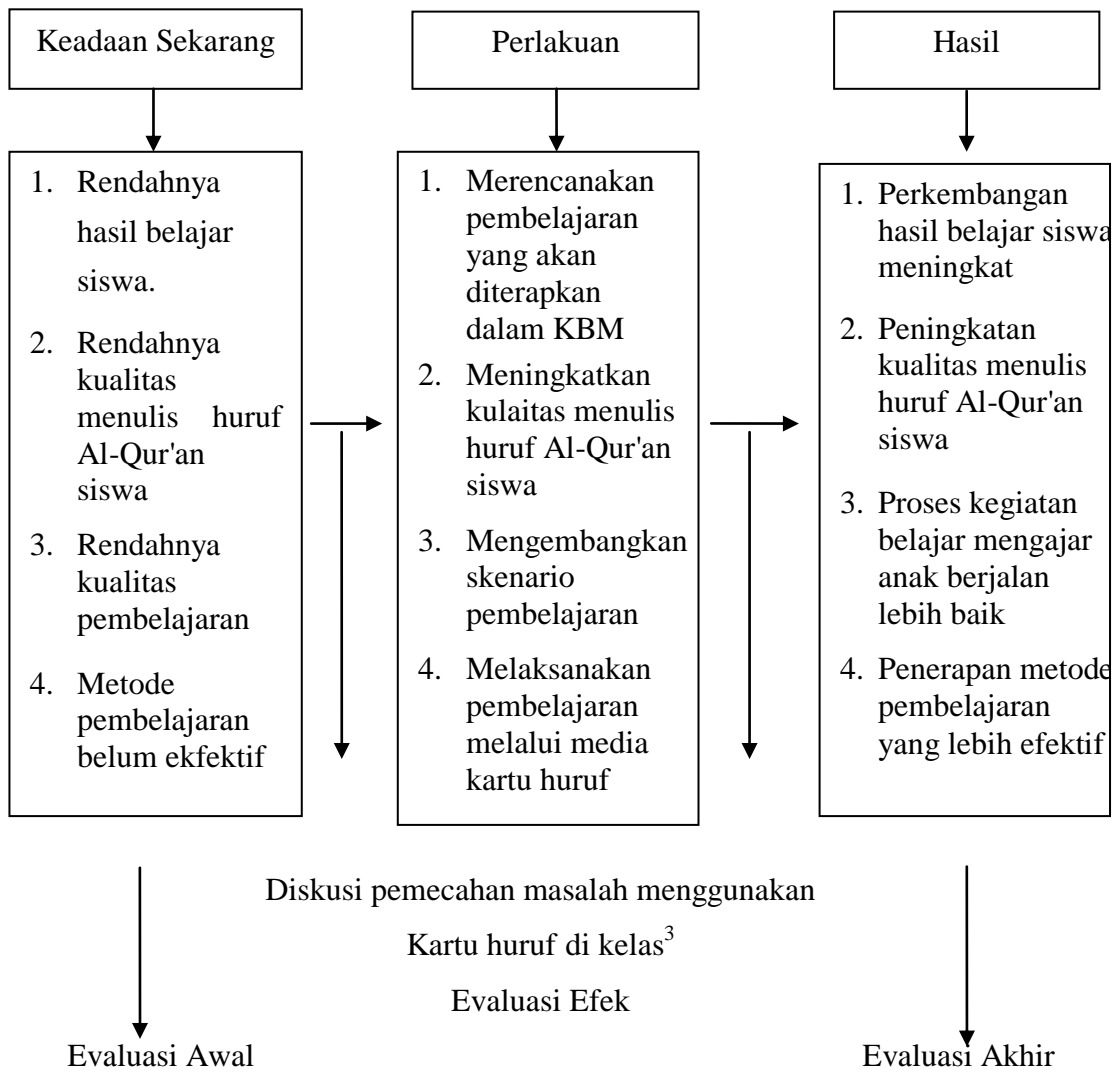 Keadaan Sekarang
Perlakuan
Hasil
1. Rendahnya
hasil belajar
siswa.
2. Rendahnya
kualitas
menulis huruf
Al-Qur'an
siswa
3. Rendahnya
kualitas
pembelajaran
4. Metode
pembelajaran
belum ekfektif
1. Merencanakan
pembelajaran
yang akan
diterapkan
dalam KBM
2. Meningkatkan
kulaitas menulis
huruf Al-Qur'an
siswa
3. Mengembangkan
skenario
pembelajaran
4. Melaksanakan
pembelajaran
melalui media
kartu huruf
1. Perkembangan
hasil belajar siswa
meningkat
2. Peningkatan
kualitas menulis
huruf Al-Qur'an
siswa
3. Proses kegiatan
belajar mengajar
anak berjalan
lebih baik
4. Penerapan metode
pembelajaran
yang lebih efektif
Diskusi pemecahan masalah menggunakan
Kartu huruf di kelas³
Evaluasi Efek
Evaluasi Awal
Evaluasi Akhir